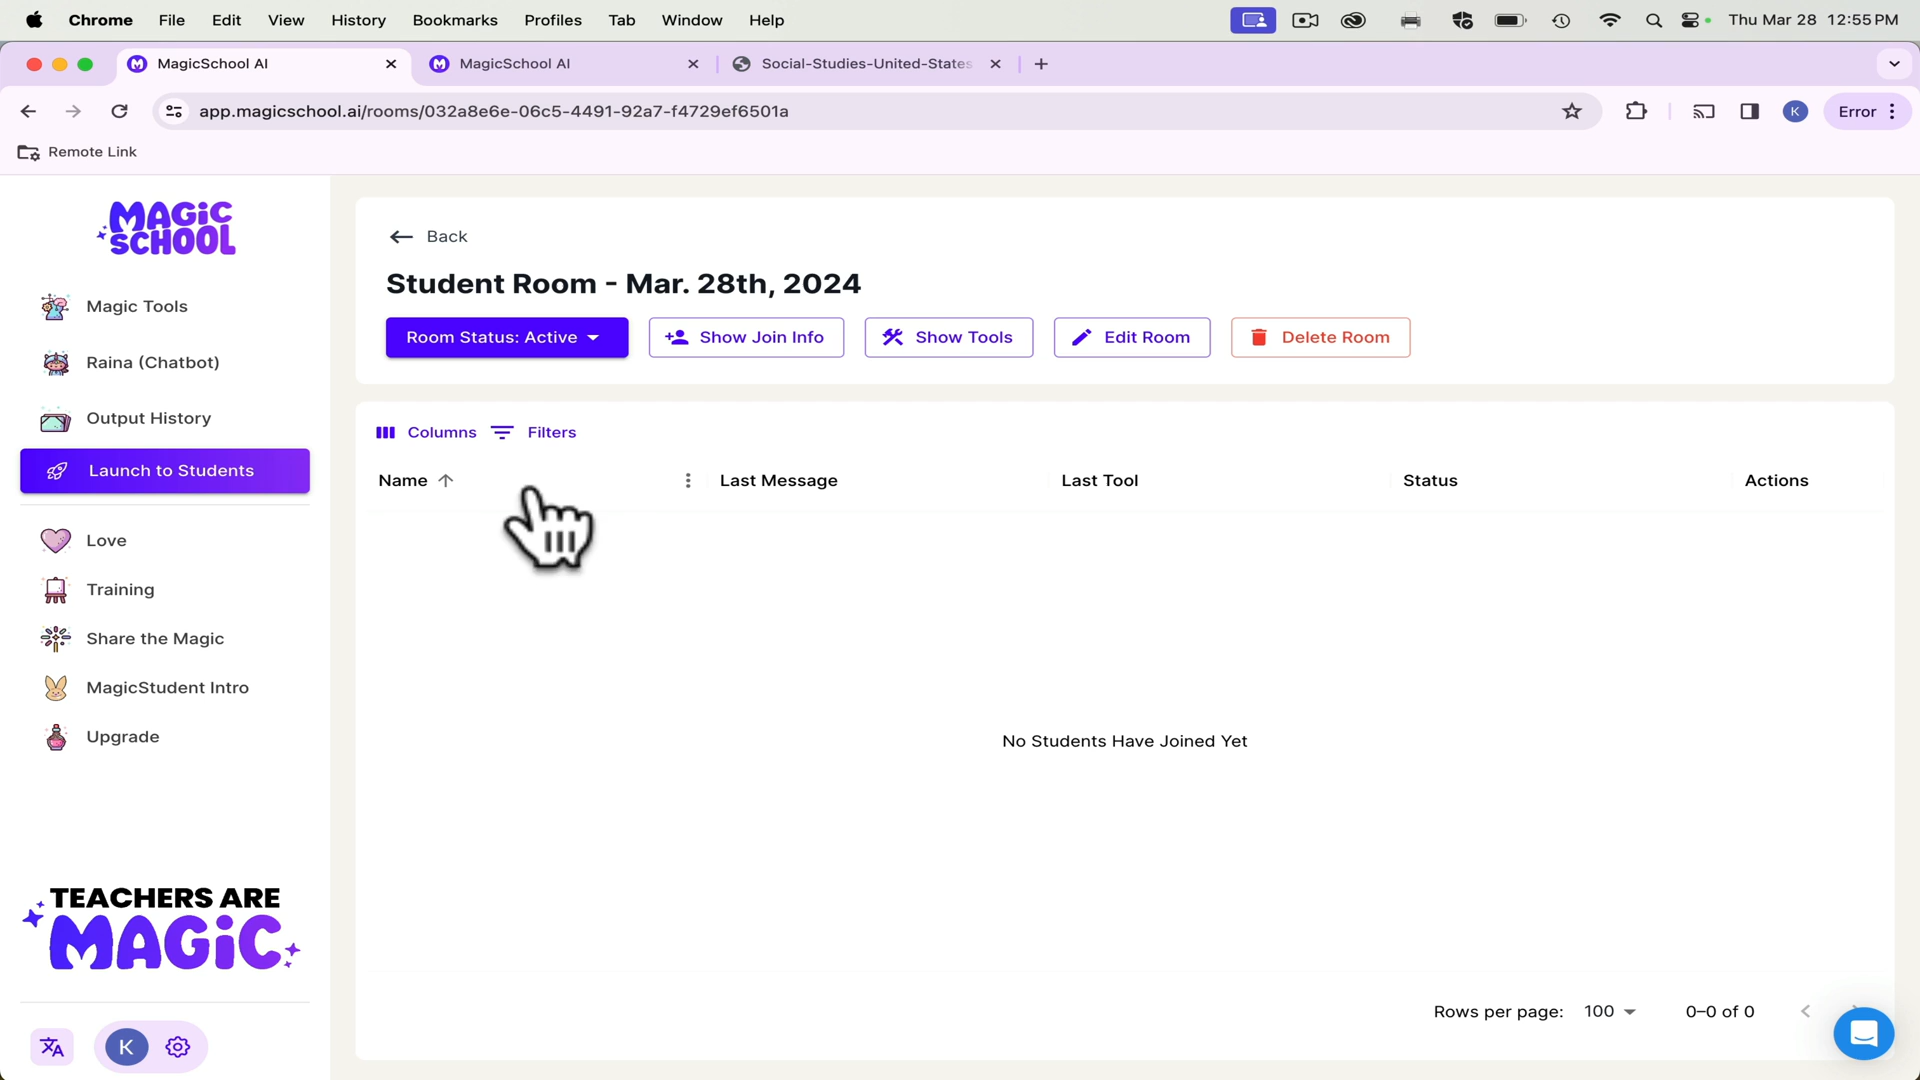 Chrome File Edit View History Bookmarks Profiles Tab Window Help Thu Mar 28 12:55 PM
MagicSchool AI MagicSchool AI Social-Studies-United-States
app.magicschool.ai/rooms/032a8e6e-06c5-4491-92a7-f4729ef6501a K Error
Remote Link
MAGiC
SCHOOL
Magic Tools
Raina (Chatbot)
Output History
Launch to Students
Love
Training
Share the Magic
MagicStudent Intro
Upgrade
TEACHERS ARE
MAGiC
K
Back
Student Room - Mar. 28th, 2024
Room Status: Active Show Join Info Show Tools Edit Room Delete Room
Columns Filters
Name Last Message Last Tool Status Actions
No Students Have Joined Yet
Rows per page: 100 0–0 of 0